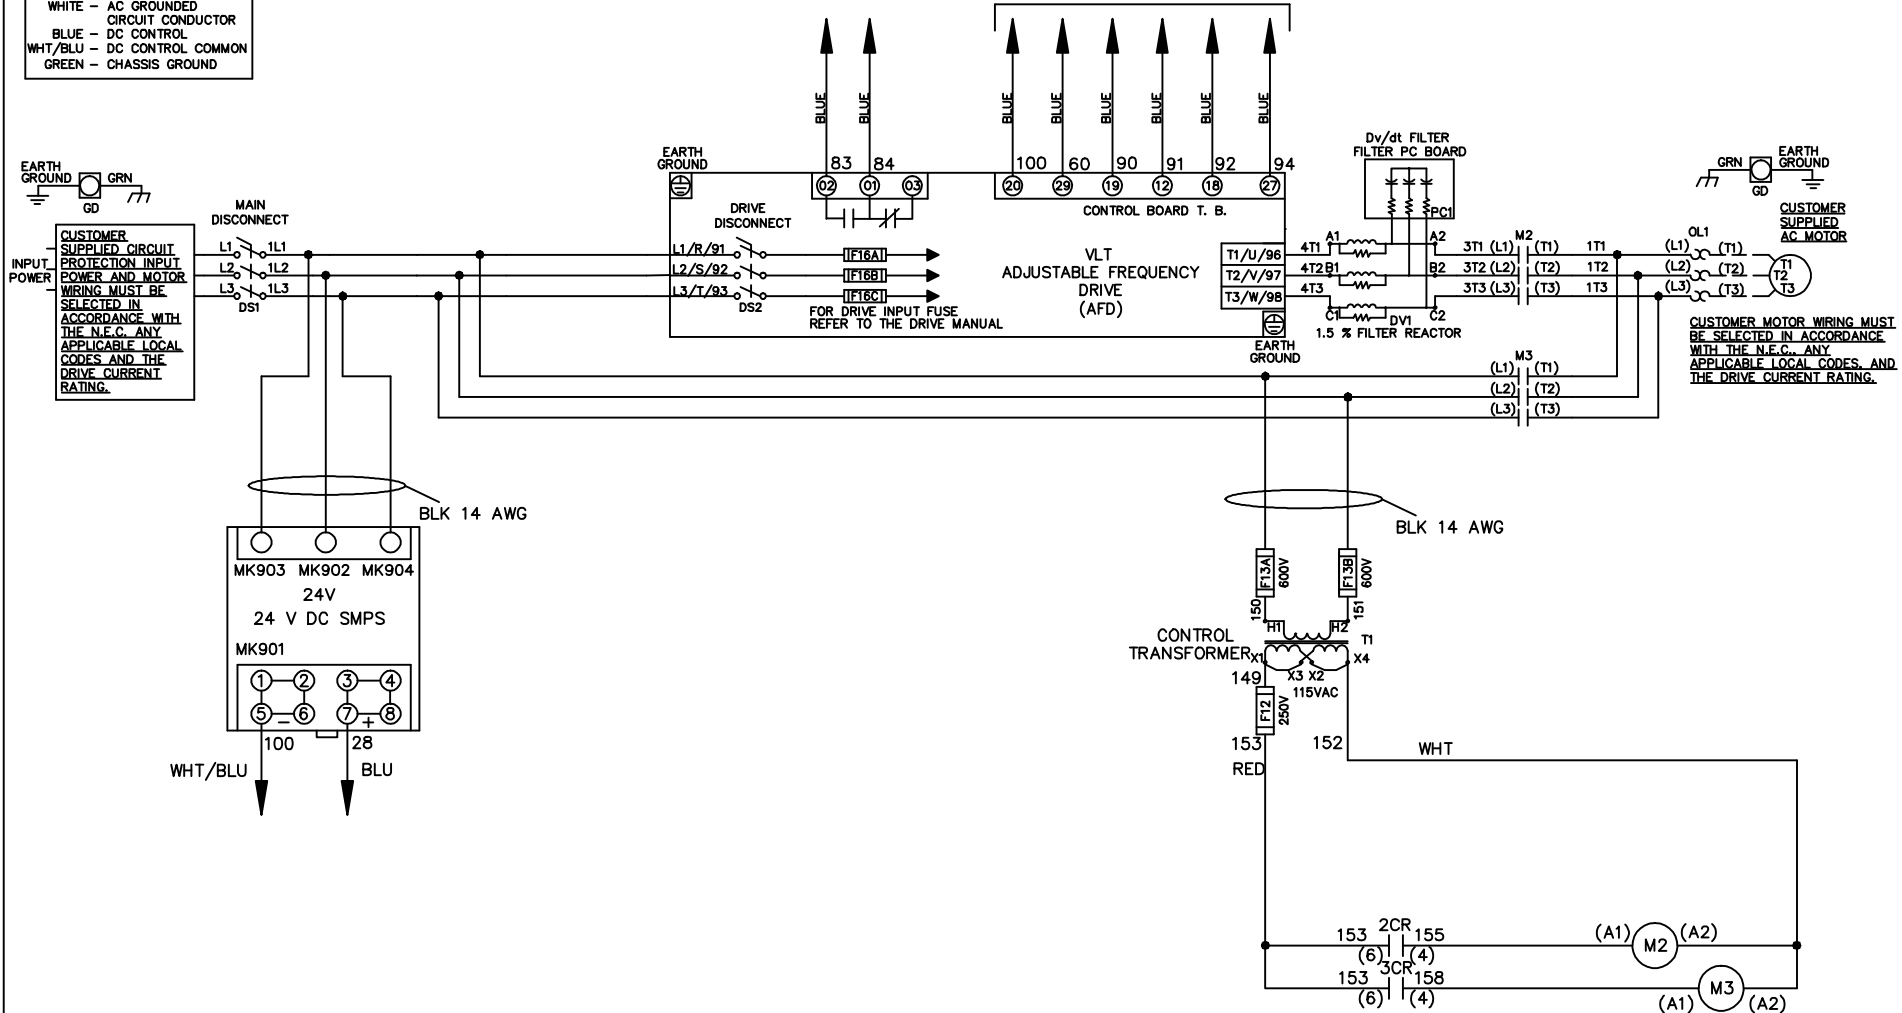 WHITE – AC GROUNDED
CIRCUIT CONDUCTOR
BLUE – DC CONTROL
WHT/BLU – DC CONTROL COMMON
GREEN – CHASSIS GROUND
BLUE
BLUE
BLUE
BLUE
BLUE
BLUE
BLUE
BLUE
EARTH
GROUND
GRN
GD
INPUT
POWER
CUSTOMER
SUPPLIED CIRCUIT
PROTECTION INPUT
POWER AND MOTOR
WIRING MUST BE
SELECTED IN
ACCORDANCE WITH
THE N.E.C. ANY
APPLICABLE LOCAL
CODES AND THE
DRIVE CURRENT
RATING.
MAIN
DISCONNECT
L1 1L1
L2 1L2
L3 1L3
DS1
EARTH
GROUND
83 84
02 01 03
100 60 90 91 92 94
20 29 19 12 18 27
CONTROL BOARD T. B.
DRIVE
DISCONNECT
L1/R/91
L2/S/92
L3/T/93
DS2
F16A
F16B
F16C
FOR DRIVE INPUT FUSE
REFER TO THE DRIVE MANUAL
VLT
ADJUSTABLE FREQUENCY
DRIVE
(AFD)
T1/U/96
T2/V/97
T3/W/98
EARTH
GROUND
Dv/dt FILTER
FILTER PC BOARD
PC1
4T1 A1 A2
4T2 B1 B2
4T3 C1 C2
DV1
1.5 % FILTER REACTOR
M2
3T1 (L1) (T1) 1T1
3T2 (L2) (T2) 1T2
3T3 (L3) (T3) 1T3
M3
(L1) (T1)
(L2) (T2)
(L3) (T3)
OL1
(L1) (T1)
(L2) (T2)
(L3) (T3)
T1
T2
T3
GRN
EARTH
GROUND
GD
CUSTOMER
SUPPLIED
AC MOTOR
CUSTOMER MOTOR WIRING MUST
BE SELECTED IN ACCORDANCE
WITH THE N.E.C.. ANY
APPLICABLE LOCAL CODES. AND
THE DRIVE CURRENT RATING.
BLK 14 AWG
MK903 MK902 MK904
24V
24 V DC SMPS
MK901
1 2 3 4
5 – 6 7 + 8
100 28
WHT/BLU BLU
BLK 14 AWG
F13A
600V
F13B
600V
150
151
H1 H2
T1
CONTROL
TRANSFORMER
X1 X4
X3 X2
149
115VAC
F12
250V
153 152
RED
WHT
2CR
153 155
(6) (4)
(A1) M2 (A2)
3CR
153 158
(6) (4)
(A1) M3 (A2)